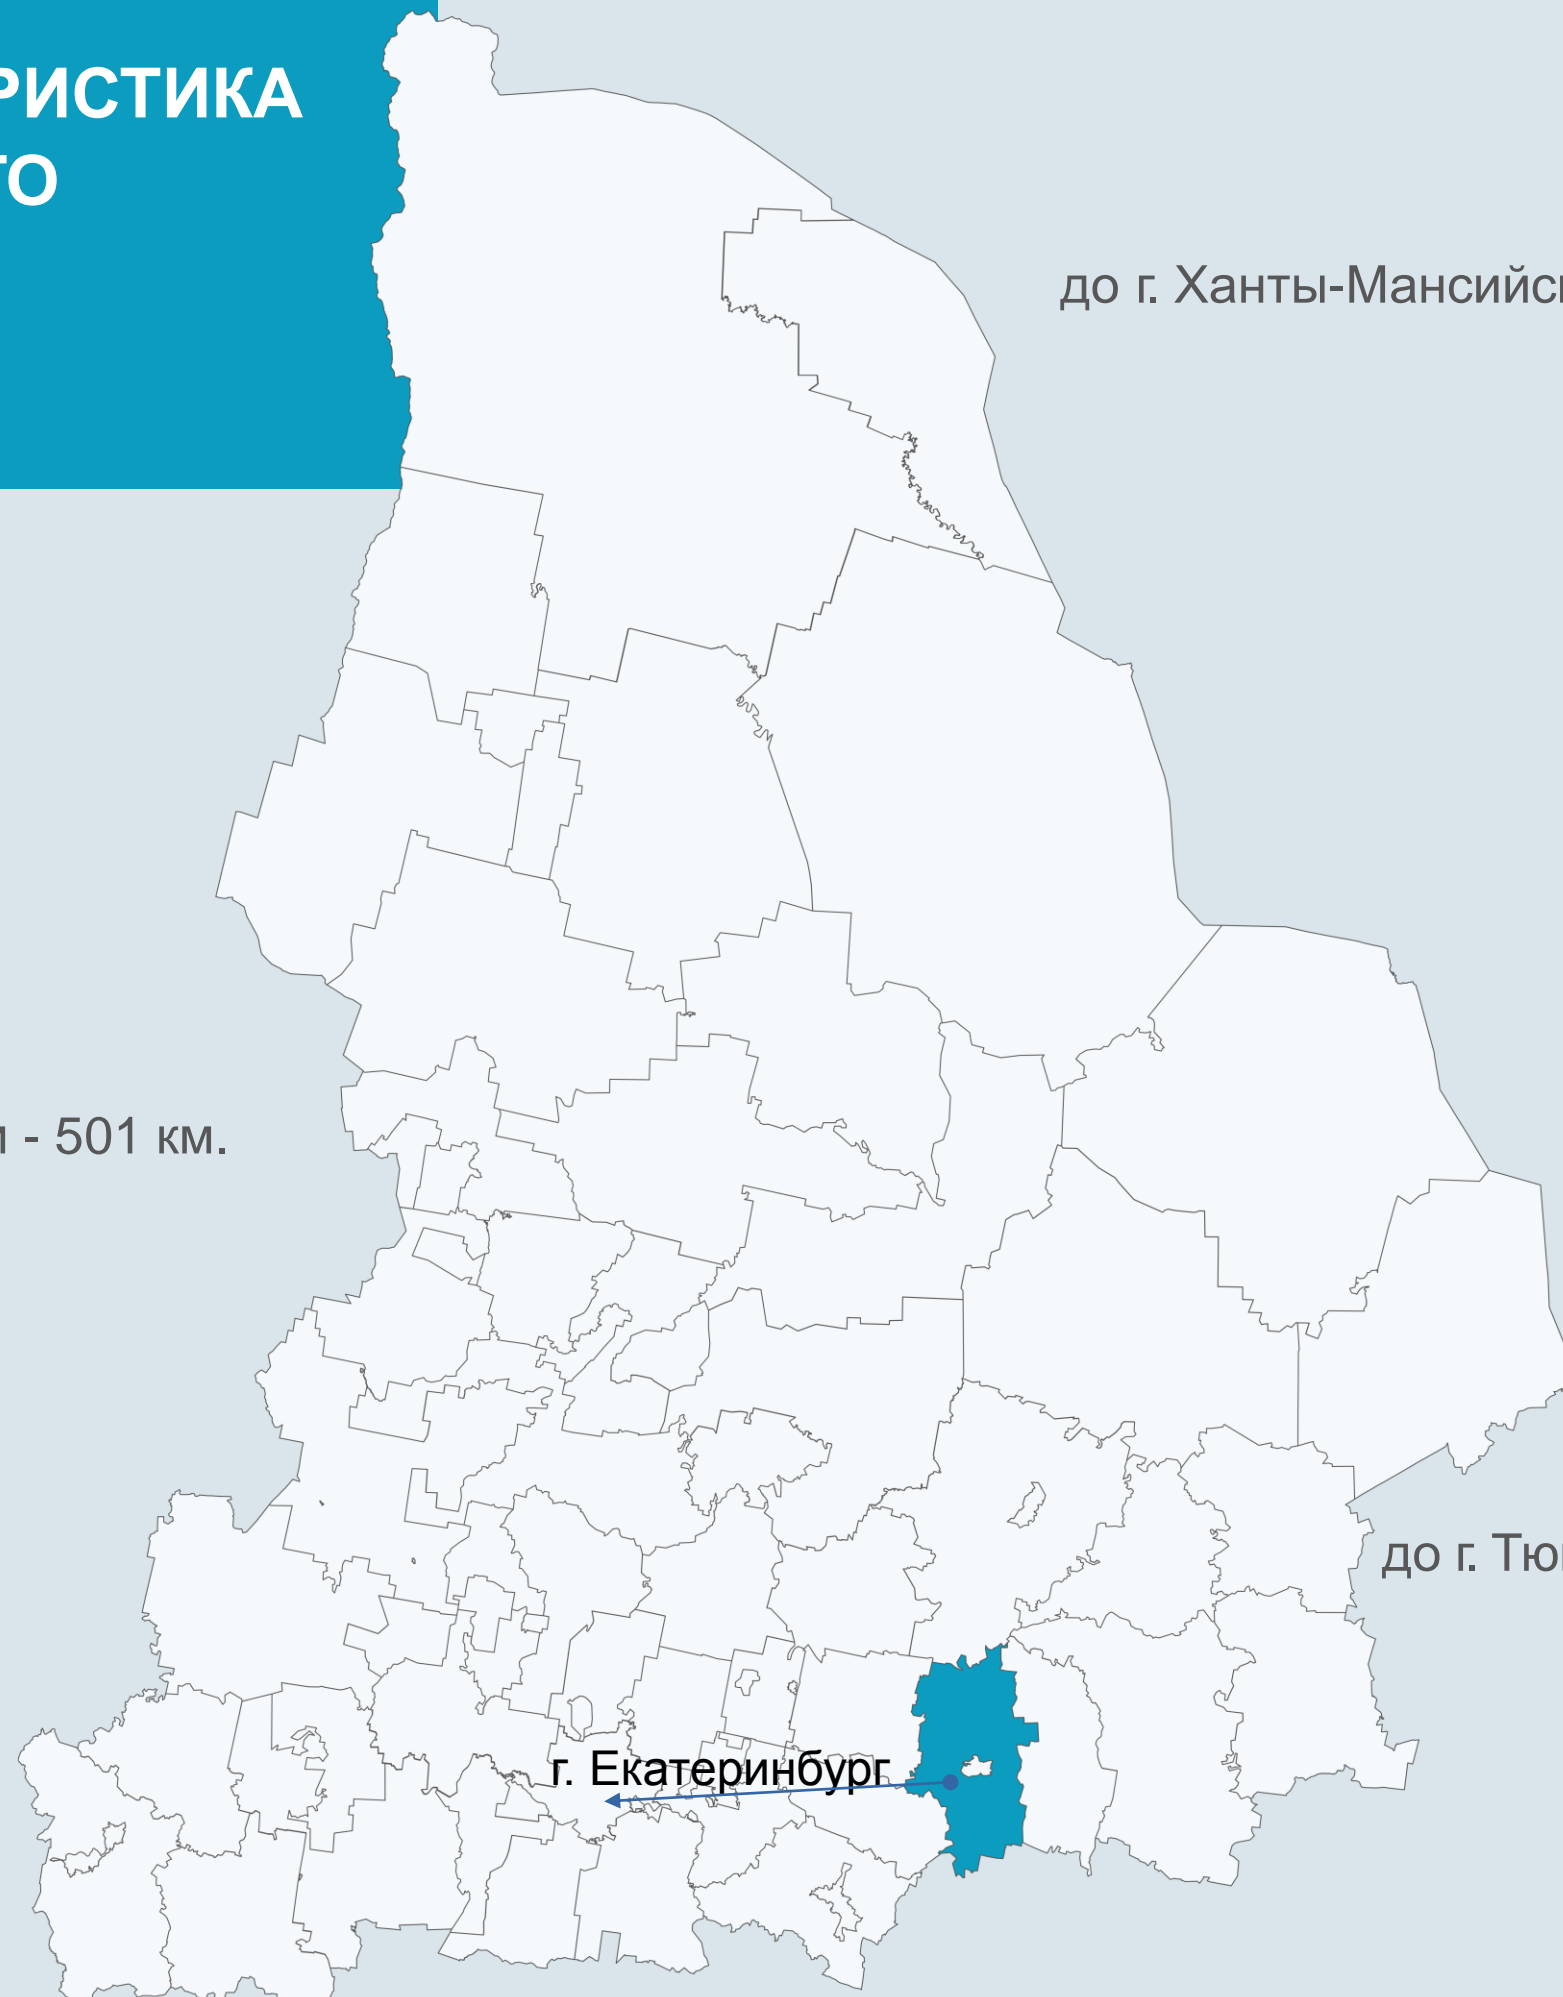 РИСТИКА
ГО
до г. Ханты-Мансийс
- 501 км.
до г. Тю
г. Екатеринбург